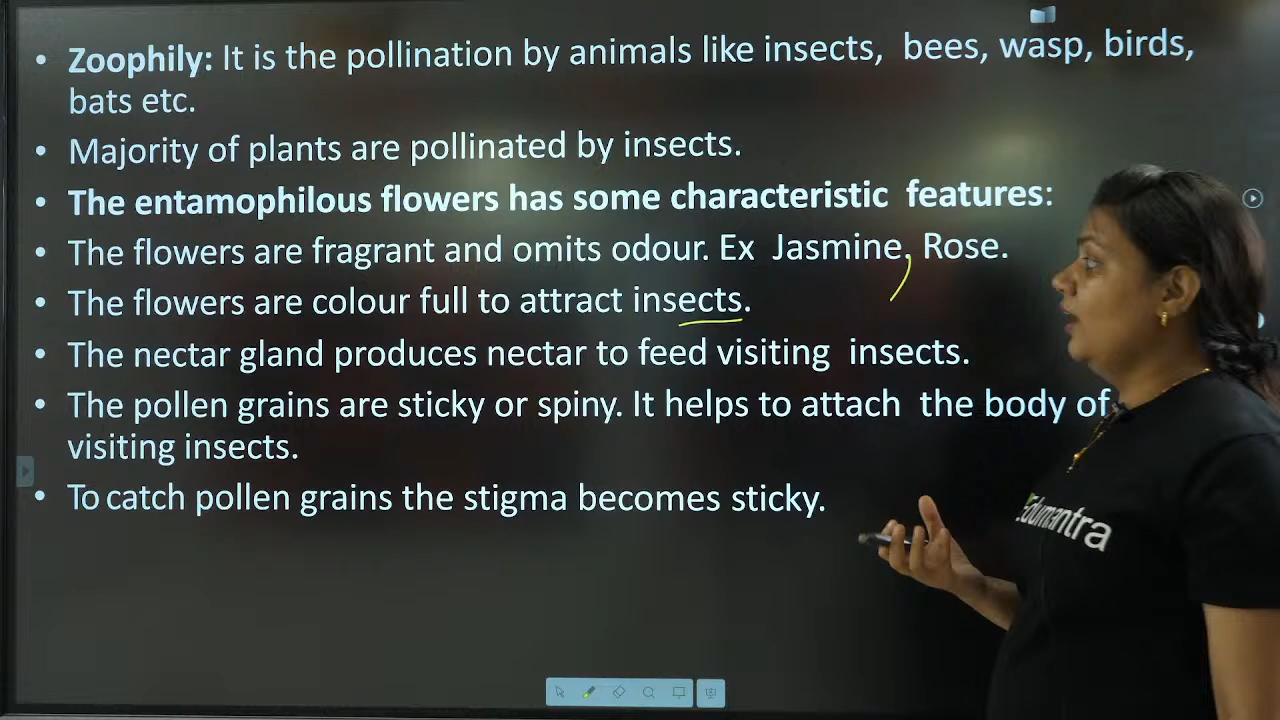 • Zoophily: It is the pollination by animals like insects, bees, wasp, birds,
bats etc.
• Majority of plants are pollinated by insects.
• The entamophilous flowers has some characteristic features:
• The flowers are fragrant and omits odour. Ex Jasmine, Rose.
• The flowers are colour full to attract insects.
• The nectar gland produces nectar to feed visiting insects.
• The pollen grains are sticky or spiny. It helps to attach the body of
visiting insects.
• To catch pollen grains the stigma becomes sticky.
Edumantra